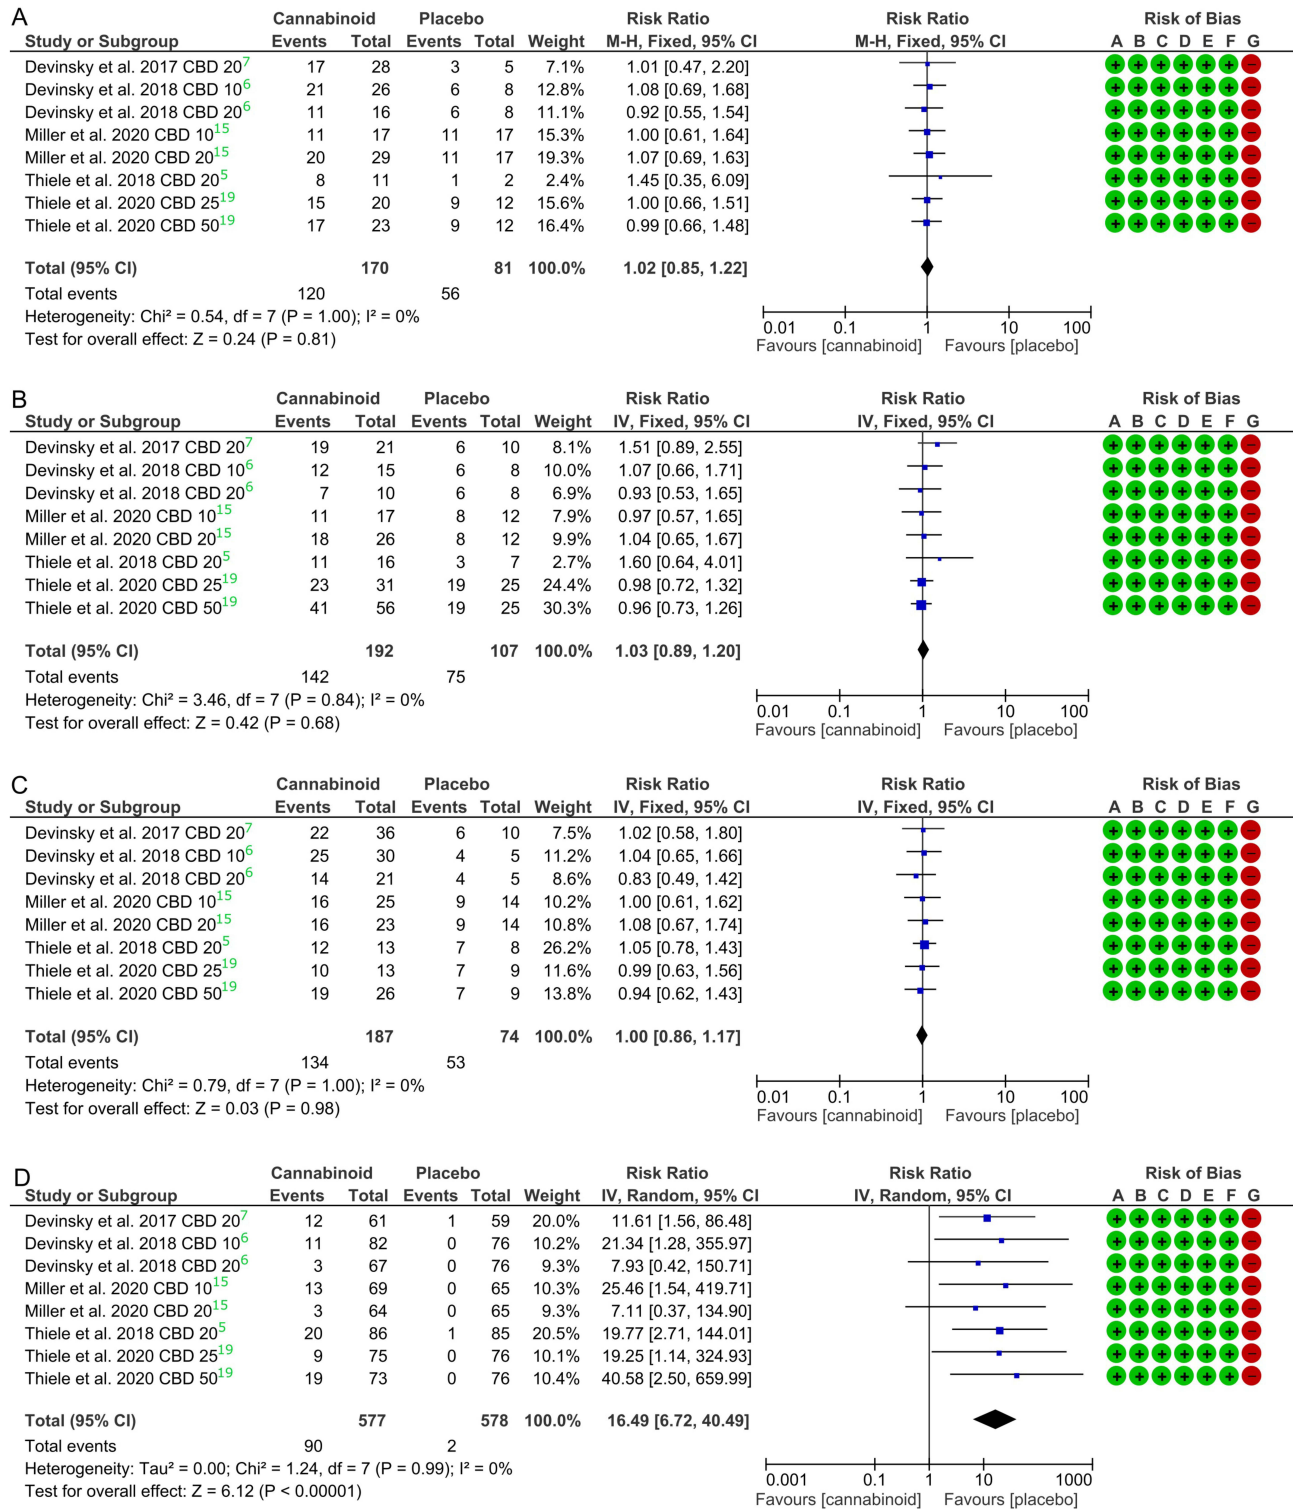 A
Cannabinoid Placebo Risk Ratio Risk Ratio Risk of Bias
Study or Subgroup Events Total Events Total Weight M-H, Fixed, 95% CI M-H, Fixed, 95% CI A B C D E F G
Devinsky et al. 2017 CBD 20⁷ 17 28 3 5 7.1% 1.01 [0.47, 2.20] + + + + + + −
Devinsky et al. 2018 CBD 10⁶ 21 26 6 8 12.8% 1.08 [0.69, 1.68] + + + + + + −
Devinsky et al. 2018 CBD 20⁶ 11 16 6 8 11.1% 0.92 [0.55, 1.54] + + + + + + −
Miller et al. 2020 CBD 10¹⁵ 11 17 11 17 15.3% 1.00 [0.61, 1.64] + + + + + + −
Miller et al. 2020 CBD 20¹⁵ 20 29 11 17 19.3% 1.07 [0.69, 1.63] + + + + + + −
Thiele et al. 2018 CBD 20⁵ 8 11 1 2 2.4% 1.45 [0.35, 6.09] + + + + + + −
Thiele et al. 2020 CBD 25¹⁹ 15 20 9 12 15.6% 1.00 [0.66, 1.51] + + + + + + −
Thiele et al. 2020 CBD 50¹⁹ 17 23 9 12 16.4% 0.99 [0.66, 1.48] + + + + + + −
Total (95% CI) 170 81 100.0% 1.02 [0.85, 1.22]
Total events 120 56
Heterogeneity: Chi² = 0.54, df = 7 (P = 1.00); I² = 0%
Test for overall effect: Z = 0.24 (P = 0.81)
0.01 0.1 1 10 100
Favours [cannabinoid] Favours [placebo]
B
Cannabinoid Placebo Risk Ratio Risk Ratio Risk of Bias
Study or Subgroup Events Total Events Total Weight IV, Fixed, 95% CI IV, Fixed, 95% CI A B C D E F G
Devinsky et al. 2017 CBD 20⁷ 19 21 6 10 8.1% 1.51 [0.89, 2.55] + + + + + + −
Devinsky et al. 2018 CBD 10⁶ 12 15 6 8 10.0% 1.07 [0.66, 1.71] + + + + + + −
Devinsky et al. 2018 CBD 20⁶ 7 10 6 8 6.9% 0.93 [0.53, 1.65] + + + + + + −
Miller et al. 2020 CBD 10¹⁵ 11 17 8 12 7.9% 0.97 [0.57, 1.65] + + + + + + −
Miller et al. 2020 CBD 20¹⁵ 18 26 8 12 9.9% 1.04 [0.65, 1.67] + + + + + + −
Thiele et al. 2018 CBD 20⁵ 11 16 3 7 2.7% 1.60 [0.64, 4.01] + + + + + + −
Thiele et al. 2020 CBD 25¹⁹ 23 31 19 25 24.4% 0.98 [0.72, 1.32] + + + + + + −
Thiele et al. 2020 CBD 50¹⁹ 41 56 19 25 30.3% 0.96 [0.73, 1.26] + + + + + + −
Total (95% CI) 192 107 100.0% 1.03 [0.89, 1.20]
Total events 142 75
Heterogeneity: Chi² = 3.46, df = 7 (P = 0.84); I² = 0%
Test for overall effect: Z = 0.42 (P = 0.68)
0.01 0.1 1 10 100
Favours [cannabinoid] Favours [placebo]
C
Cannabinoid Placebo Risk Ratio Risk Ratio Risk of Bias
Study or Subgroup Events Total Events Total Weight IV, Fixed, 95% CI IV, Fixed, 95% CI A B C D E F G
Devinsky et al. 2017 CBD 20⁷ 22 36 6 10 7.5% 1.02 [0.58, 1.80] + + + + + + −
Devinsky et al. 2018 CBD 10⁶ 25 30 4 5 11.2% 1.04 [0.65, 1.66] + + + + + + −
Devinsky et al. 2018 CBD 20⁶ 14 21 4 5 8.6% 0.83 [0.49, 1.42] + + + + + + −
Miller et al. 2020 CBD 10¹⁵ 16 25 9 14 10.2% 1.00 [0.61, 1.62] + + + + + + −
Miller et al. 2020 CBD 20¹⁵ 16 23 9 14 10.8% 1.08 [0.67, 1.74] + + + + + + −
Thiele et al. 2018 CBD 20⁵ 12 13 7 8 26.2% 1.05 [0.78, 1.43] + + + + + + −
Thiele et al. 2020 CBD 25¹⁹ 10 13 7 9 11.6% 0.99 [0.63, 1.56] + + + + + + −
Thiele et al. 2020 CBD 50¹⁹ 19 26 7 9 13.8% 0.94 [0.62, 1.43] + + + + + + −
Total (95% CI) 187 74 100.0% 1.00 [0.86, 1.17]
Total events 134 53
Heterogeneity: Chi² = 0.79, df = 7 (P = 1.00); I² = 0%
Test for overall effect: Z = 0.03 (P = 0.98)
0.01 0.1 1 10 100
Favours [cannabinoid] Favours [placebo]
D
Cannabinoid Placebo Risk Ratio Risk Ratio Risk of Bias
Study or Subgroup Events Total Events Total Weight IV, Random, 95% CI IV, Random, 95% CI A B C D E F G
Devinsky et al. 2017 CBD 20⁷ 12 61 1 59 20.0% 11.61 [1.56, 86.48] + + + + + + −
Devinsky et al. 2018 CBD 10⁶ 11 82 0 76 10.2% 21.34 [1.28, 355.97] + + + + + + −
Devinsky et al. 2018 CBD 20⁶ 3 67 0 76 9.3% 7.93 [0.42, 150.71] + + + + + + −
Miller et al. 2020 CBD 10¹⁵ 13 69 0 65 10.3% 25.46 [1.54, 419.71] + + + + + + −
Miller et al. 2020 CBD 20¹⁵ 3 64 0 65 9.3% 7.11 [0.37, 134.90] + + + + + + −
Thiele et al. 2018 CBD 20⁵ 20 86 1 85 20.5% 19.77 [2.71, 144.01] + + + + + + −
Thiele et al. 2020 CBD 25¹⁹ 9 75 0 76 10.1% 19.25 [1.14, 324.93] + + + + + + −
Thiele et al. 2020 CBD 50¹⁹ 19 73 0 76 10.4% 40.58 [2.50, 659.99] + + + + + + −
Total (95% CI) 577 578 100.0% 16.49 [6.72, 40.49]
Total events 90 2
Heterogeneity: Tau² = 0.00; Chi² = 1.24, df = 7 (P = 0.99); I² = 0%
Test for overall effect: Z = 6.12 (P < 0.00001)
0.001 0.1 1 10 1000
Favours [cannabinoid] Favours [placebo]